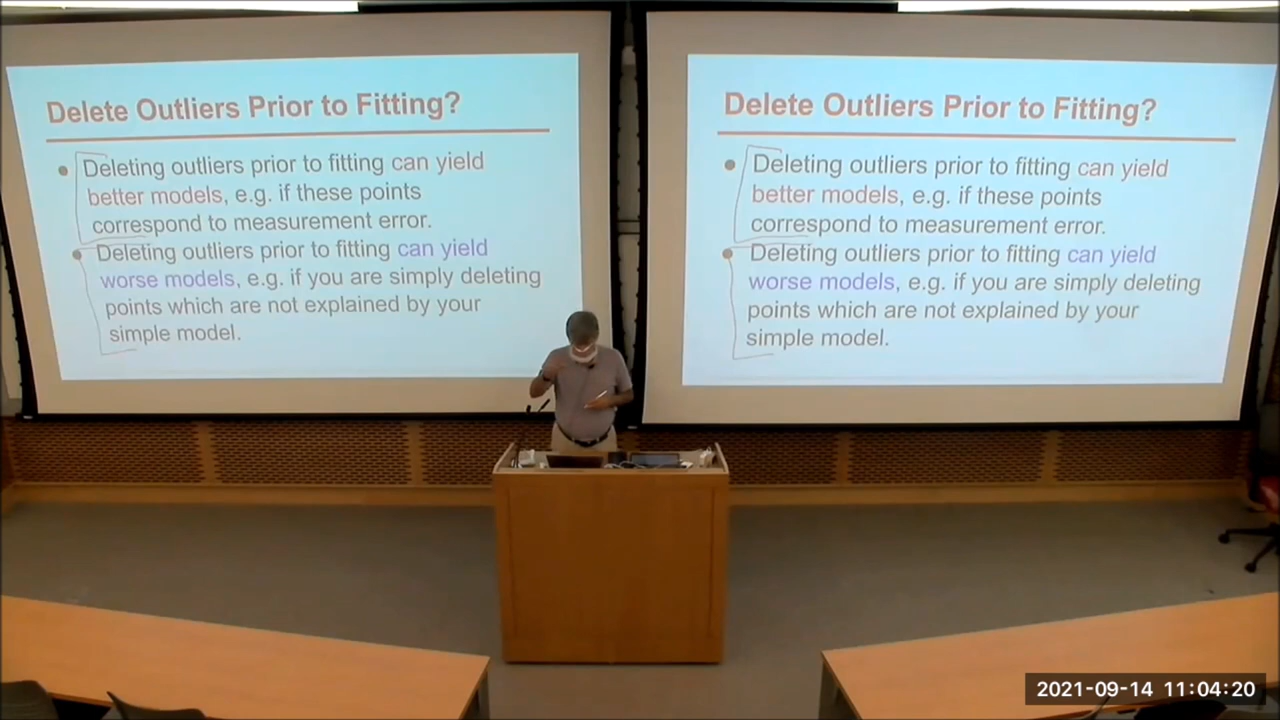 Delete Outliers Prior to Fitting?
● Deleting outliers prior to fitting can yield
better models, e.g. if these points
correspond to measurement error.
● Deleting outliers prior to fitting can yield
worse models, e.g. if you are simply deleting
points which are not explained by your
simple model.
Delete Outliers Prior to Fitting?
● Deleting outliers prior to fitting can yield
better models, e.g. if these points
correspond to measurement error.
● Deleting outliers prior to fitting can yield
worse models, e.g. if you are simply deleting
points which are not explained by your
simple model.
2021-09-14 11:04:20